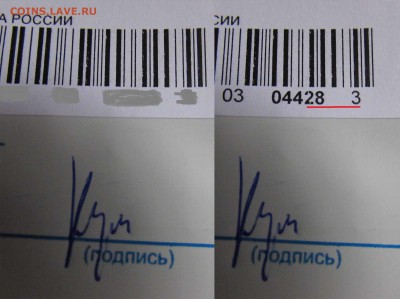 COINS.LAVE.RU
А РОССИИ
СИИ
03 04428 3
(подпись)
(подпись)